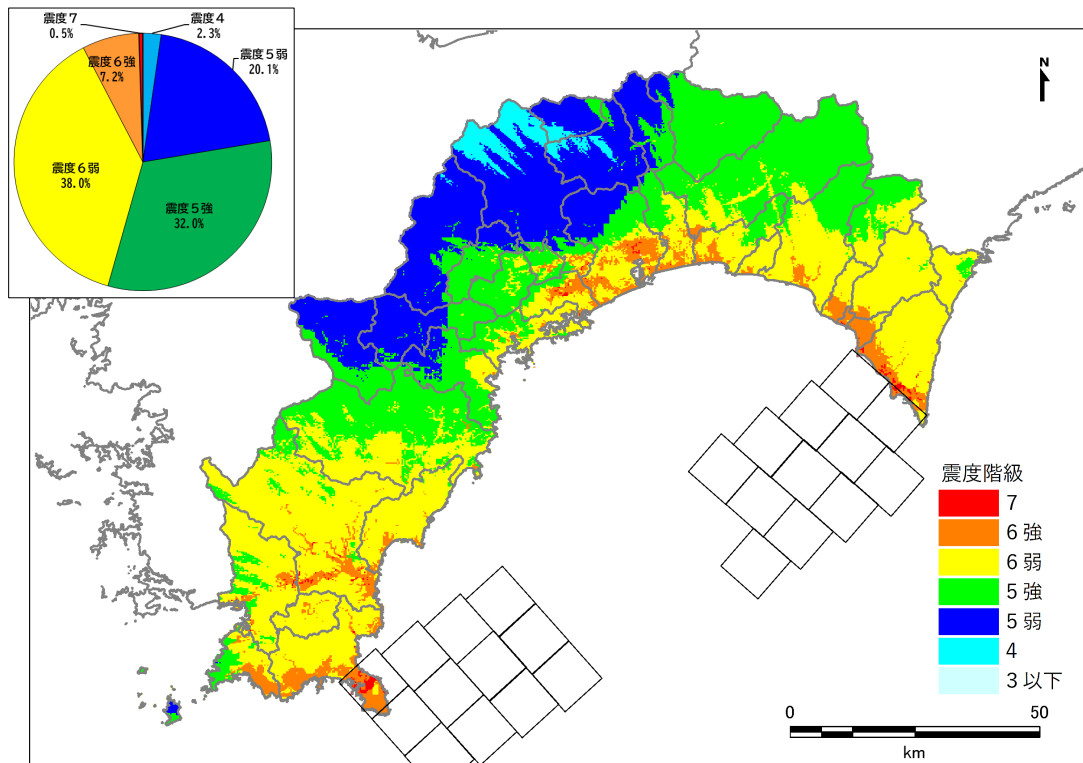 震度7
0.5%
震度4
2.3%
震度5弱
20.1%
震度6強
7.2%
震度6弱
38.0%
震度5強
32.0%
N
震度階級
7
6強
6弱
5強
5弱
4
3以下
0 50
km